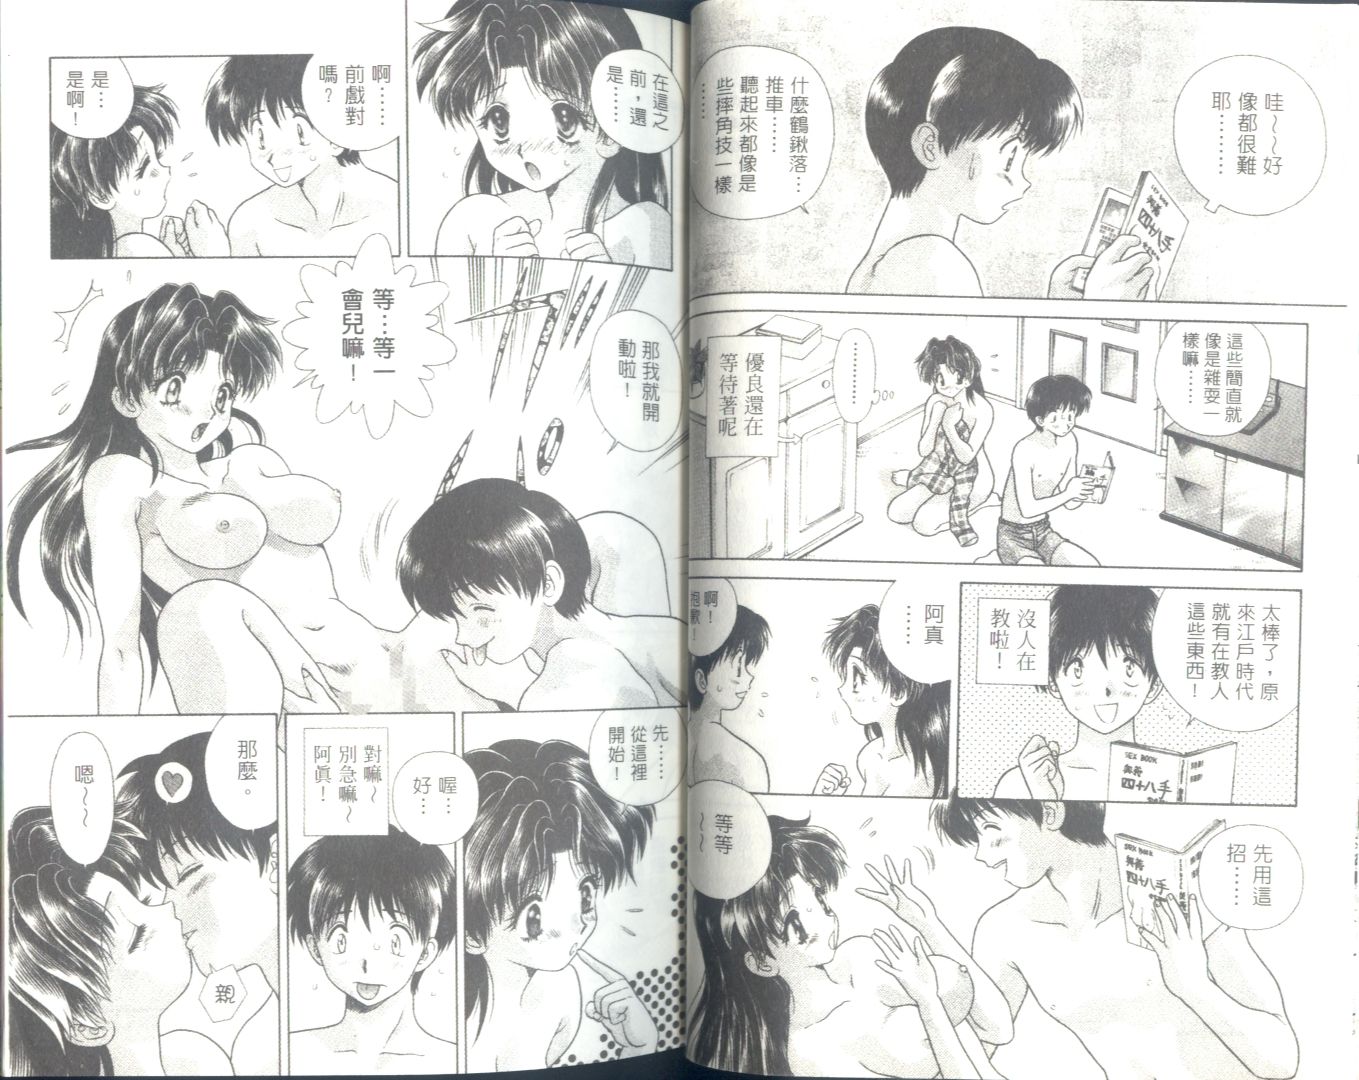 哇～～好
像都很難
耶………
什麼鶴鍬落…
推車……
聽起來都像是
些摔角技一樣
……
這些簡直就
像是雜耍一
樣嘛……
………
優良還在
等待著呢
太棒了，原
來江戶時代
就有在教人
這些東西！
沒人在
教啦！
SEX BOOK
四十八手
阿真
……
啊！
抱歉！
先用這
招……
SEX BOOK
四十八手
等等
～～
在這之
前，還
是……
啊……
前戲對
嗎？
是…
是啊！
那我就開
動啦！
等…等一
會兒嘛！
先……
從這裡
開始！
喔…
好…
對嘛～
別急嘛～
阿真！
那麼。
嗯～～
親